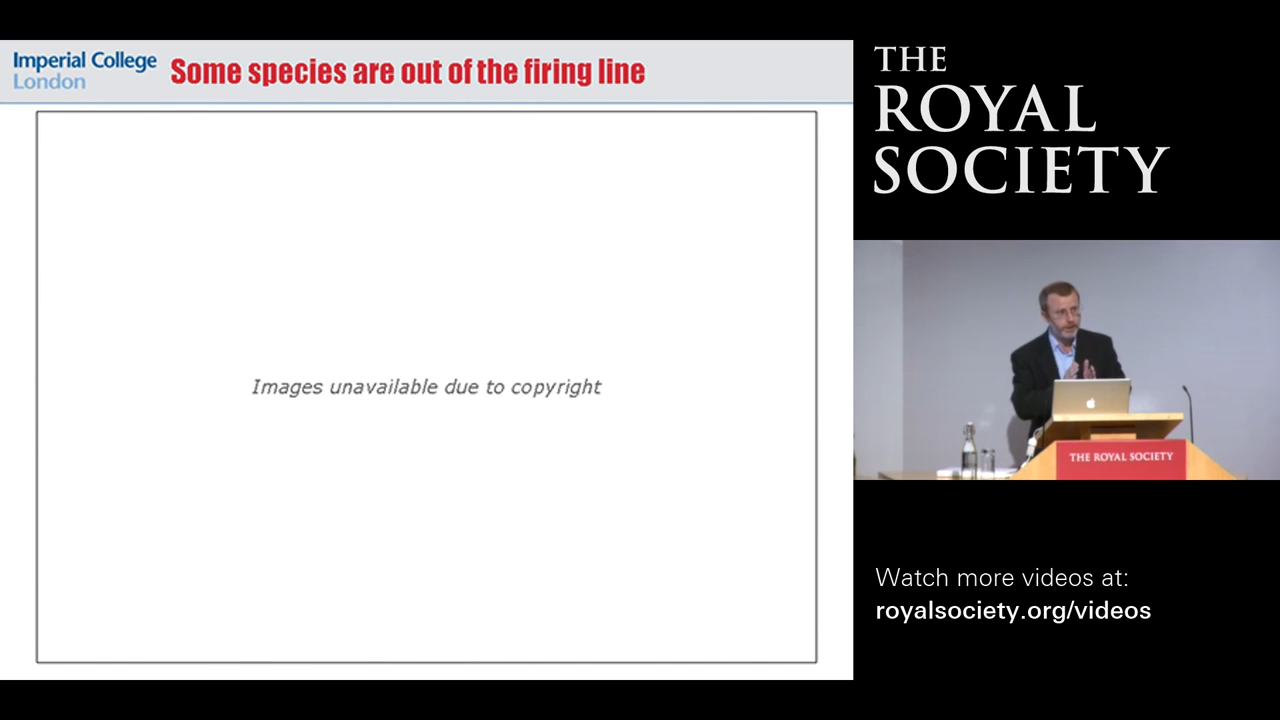 Imperial College
London
Some species are out of the firing line
Images unavailable due to copyright
THE
ROYAL
SOCIETY
THE ROYAL SOCIETY
Watch more videos at:
royalsociety.org/videos